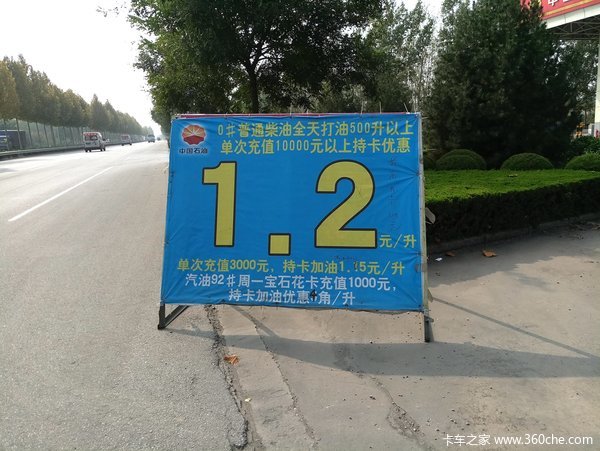 0#普通柴油全天打油500升以上
单次充值10000元以上持卡优惠
中国石油
1.2元/升
单次充值3000元，持卡加油1.15元/升
汽油92#周一宝石花卡充值1000元，
持卡加油优惠 角/升
卡车之家 www.360che.com